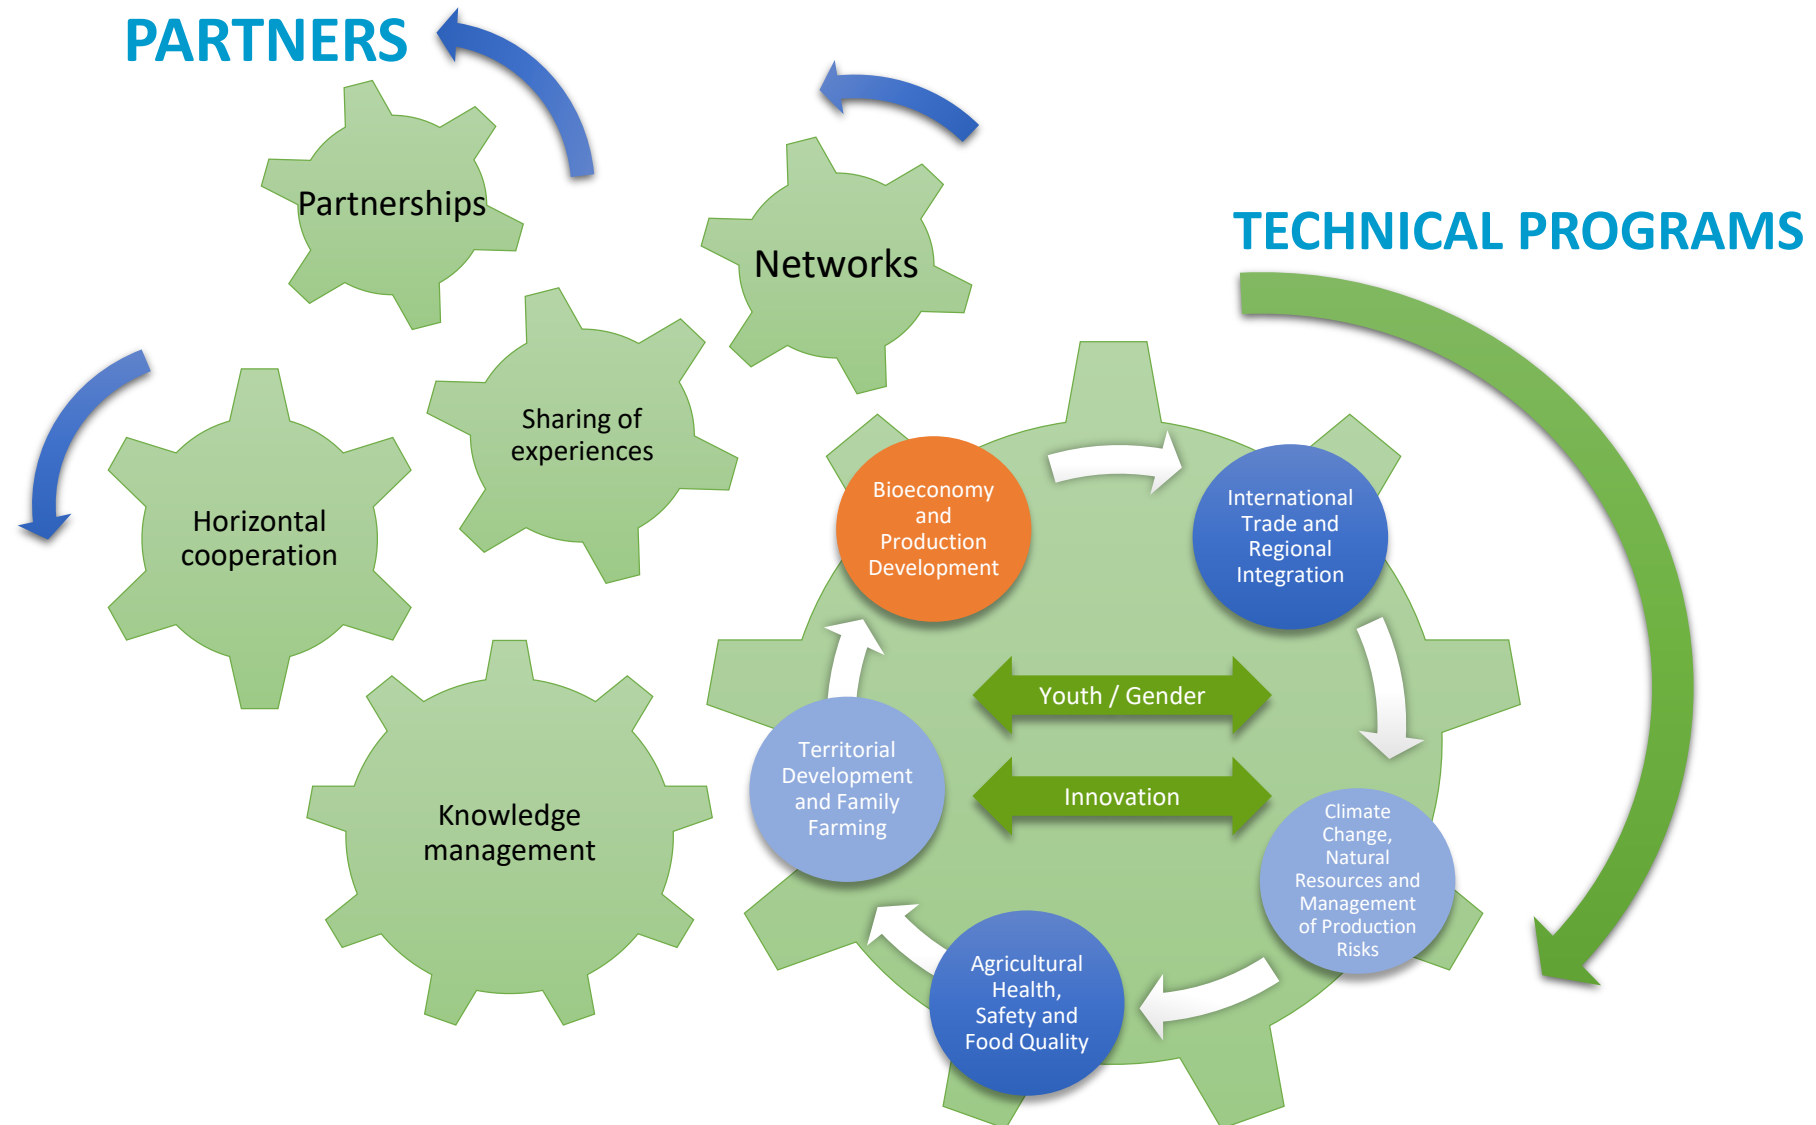 PARTNERS
Partnerships
Networks
TECHNICAL PROGRAMS
Sharing of
experiences
Horizontal
cooperation
Knowledge
management
Bioeconomy
and
Production
Development
International
Trade and
Regional
Integration
Youth / Gender
Innovation
Territorial
Development
and Family
Farming
Climate
Change,
Natural
Resources and
Management
of Production
Risks
Agricultural
Health,
Safety and
Food Quality